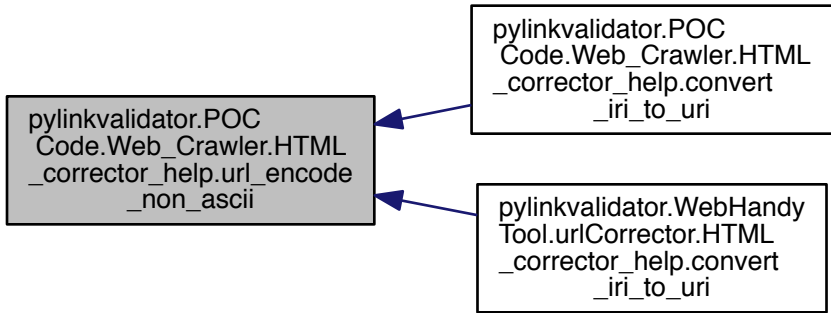 pylinkvalidator.POC
Code.Web_Crawler.HTML
_corrector_help.url_encode
_non_ascii
pylinkvalidator.POC
Code.Web_Crawler.HTML
_corrector_help.convert
_iri_to_uri
pylinkvalidator.WebHandy
Tool.urlCorrector.HTML
_corrector_help.convert
_iri_to_uri